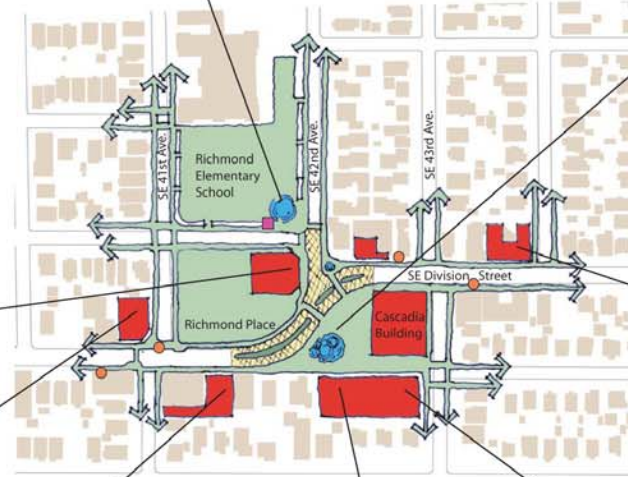 Richmond
Elementary
School
SE 41st Ave.
SE 42nd Ave.
SE 43rd Ave.
SE Division Street
Richmond Place
Cascadia
Building